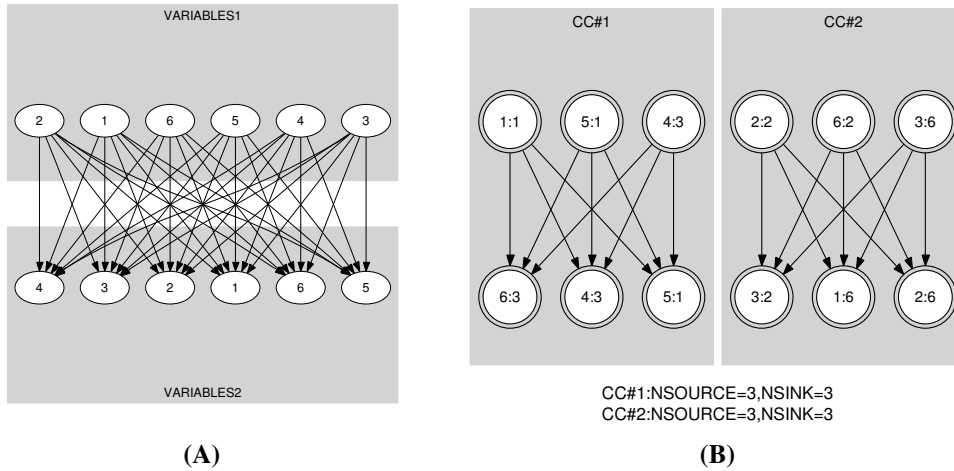 VARIABLES1
2 1 6 5 4 3
4 3 2 1 6 5
VARIABLES2
(A)
CC#1
1:1 5:1 4:3
6:3 4:3 5:1
CC#2
2:2 6:2 3:6
3:2 1:6 2:6
CC#1:NSOURCE=3,NSINK=3
CC#2:NSOURCE=3,NSINK=3
(B)